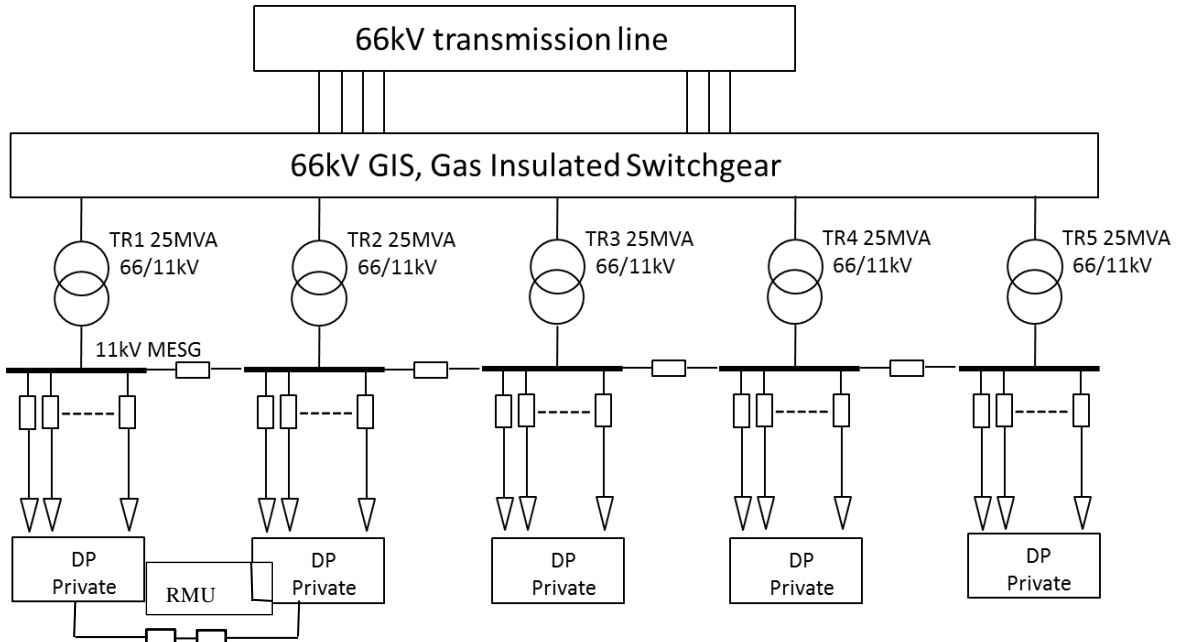 66kV transmission line
66kV GIS, Gas Insulated Switchgear
TR1 25MVA
66/11kV
TR2 25MVA
66/11kV
TR3 25MVA
66/11kV
TR4 25MVA
66/11kV
TR5 25MVA
66/11kV
11kV MESG
DP
Private
RMU
DP
Private
DP
Private
DP
Private
DP
Private